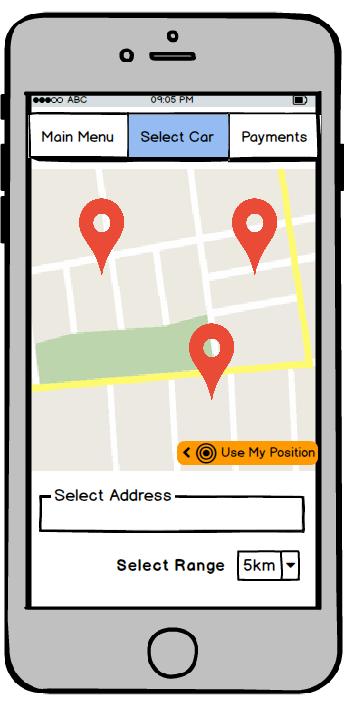 ABC 09:05 PM
Main Menu Select Car Payments
Use My Position
Select Address
Select Range 5km